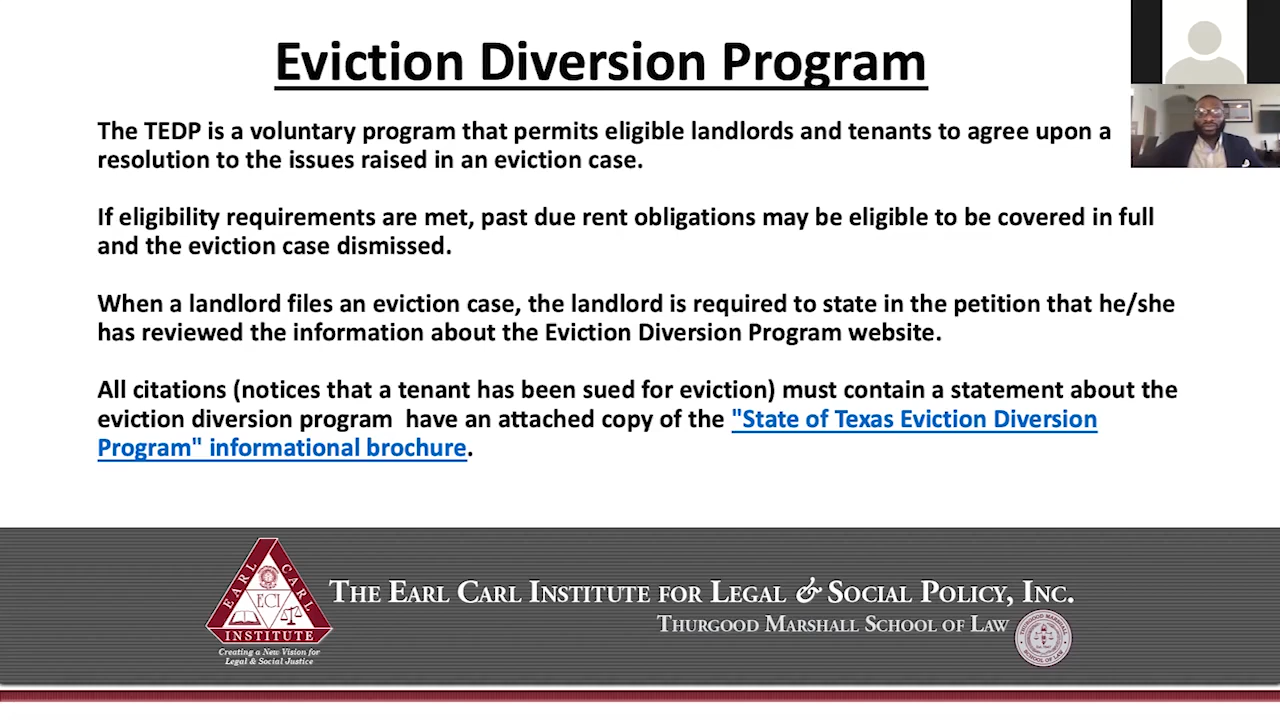 Eviction Diversion Program
The TEDP is a voluntary program that permits eligible landlords and tenants to agree upon a
resolution to the issues raised in an eviction case.
If eligibility requirements are met, past due rent obligations may be eligible to be covered in full
and the eviction case dismissed.
When a landlord files an eviction case, the landlord is required to state in the petition that he/she
has reviewed the information about the Eviction Diversion Program website.
All citations (notices that a tenant has been sued for eviction) must contain a statement about the
eviction diversion program  have an attached copy of the "State of Texas Eviction Diversion
Program" informational brochure.
EARL CARL
ECI
INSTITUTE
Creating a New Vision for
Legal & Social Justice
THE EARL CARL INSTITUTE FOR LEGAL & SOCIAL POLICY, INC.
THURGOOD MARSHALL SCHOOL OF LAW
THURGOOD MARSHALL
SCHOOL OF LAW